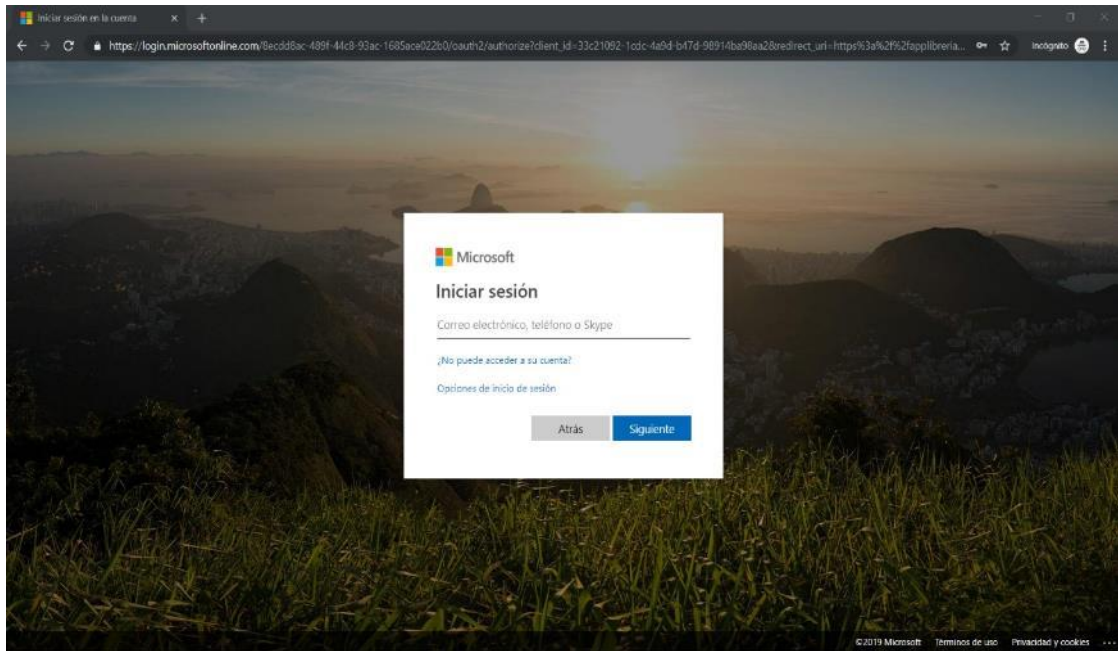 Iniciar sesión en la cuenta
https://login.microsoftonline.com/8ecdd8ac-489f-44c8-93ac-1685ace022b0/oauth2/authorize?client_id=33c21092-1cdc-4a9d-b47d-98914ba98aa2&redirect_uri=https%3a%2f%2fapplibreria... Incógnito
Microsoft
Iniciar sesión
Correo electrónico, teléfono o Skype
¿No puede acceder a su cuenta?
Opciones de inicio de sesión
Atrás Siguiente
©2019 Microsoft Términos de uso Privacidad y cookies ...